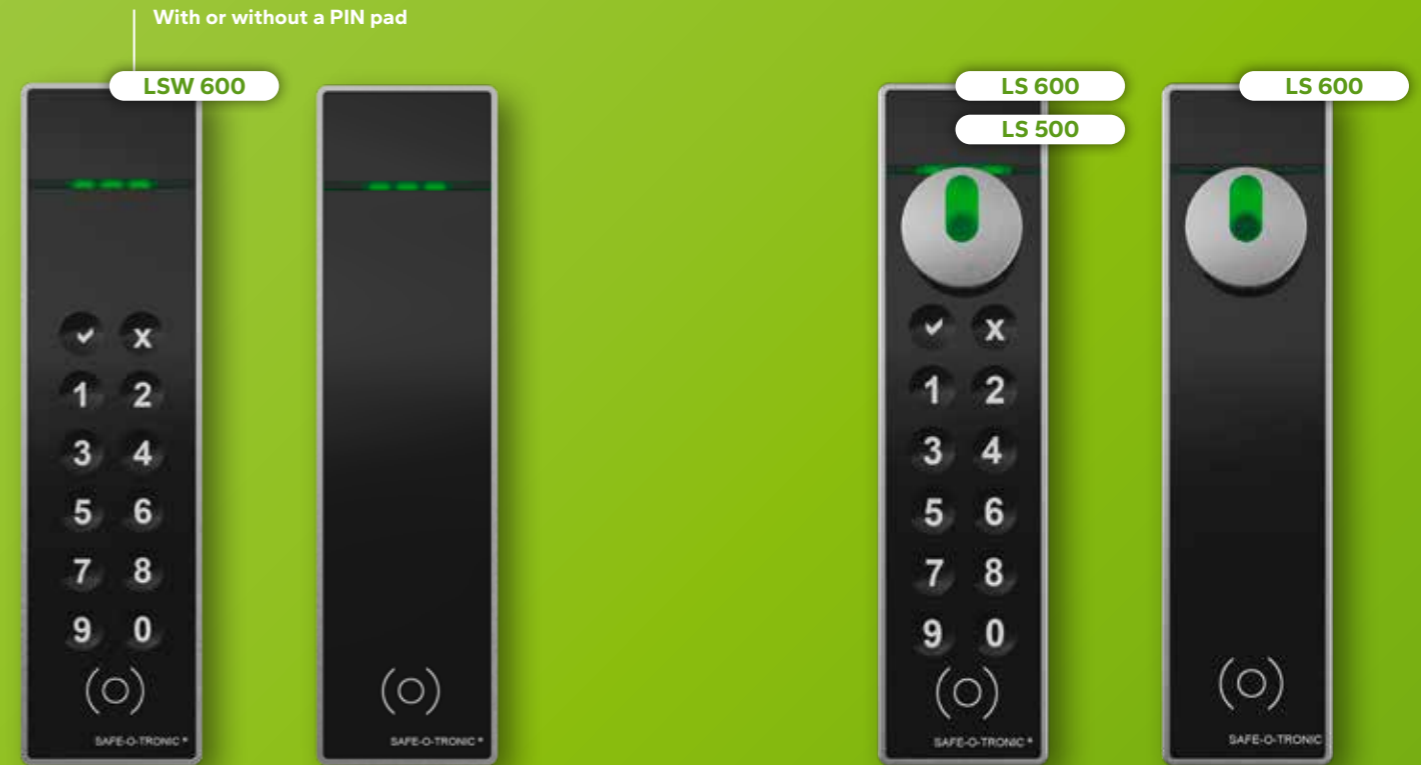 With or without a PIN pad
LSW 600
X
1 2
3 4
5 6
7 8
9 0
SAFE-O-TRONIC®
SAFE-O-TRONIC®
LS 600
LS 500
X
1 2
3 4
5 6
7 8
9 0
SAFE-O-TRONIC®
LS 600
SAFE-O-TRONIC